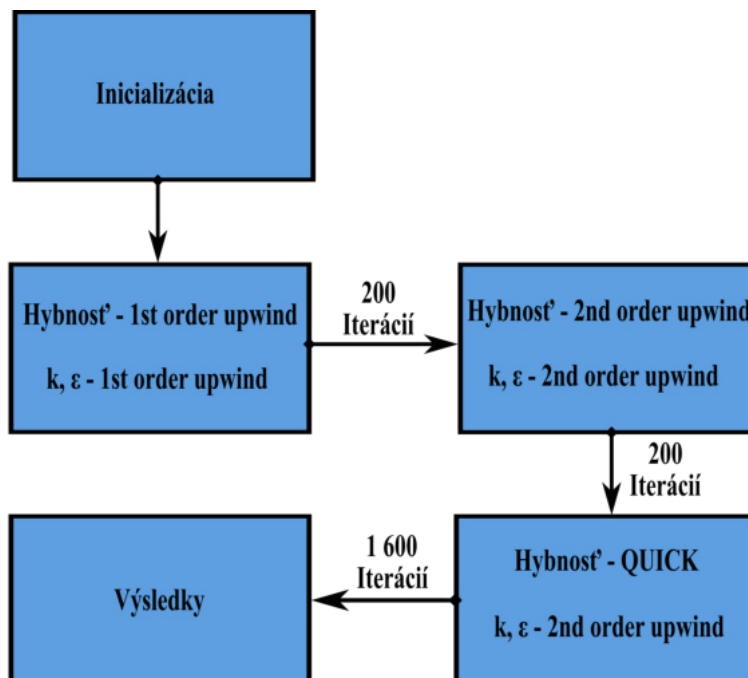 Inicializácia
Hybnosť - 1st order upwind
k, ε - 1st order upwind
200
Iterácií
Hybnosť - 2nd order upwind
k, ε - 2nd order upwind
200
Iterácií
Hybnosť - QUICK
k, ε - 2nd order upwind
1 600
Iterácií
Výsledky